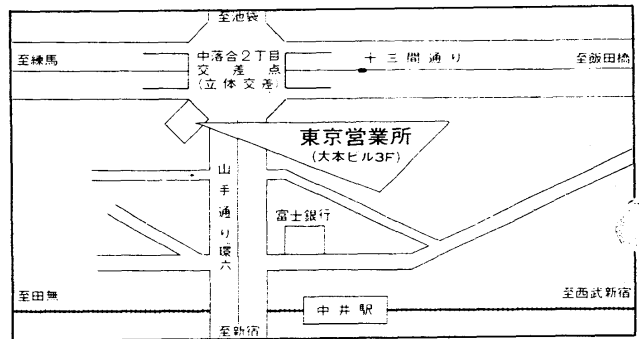 至池袋
至練馬
中落合2丁目
交差点
(立体交差)
十三間通り
至飯田橋
東京営業所
(大本ビル3F)
山手通り環六
富士銀行
至田無
至西武新宿
中井駅
至新宿